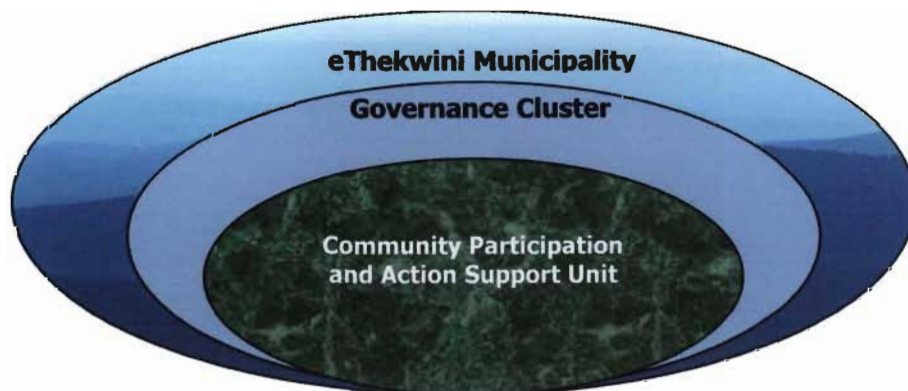 eThekwini Municipality
Governance Cluster
Community Participation
and Action Support Unit